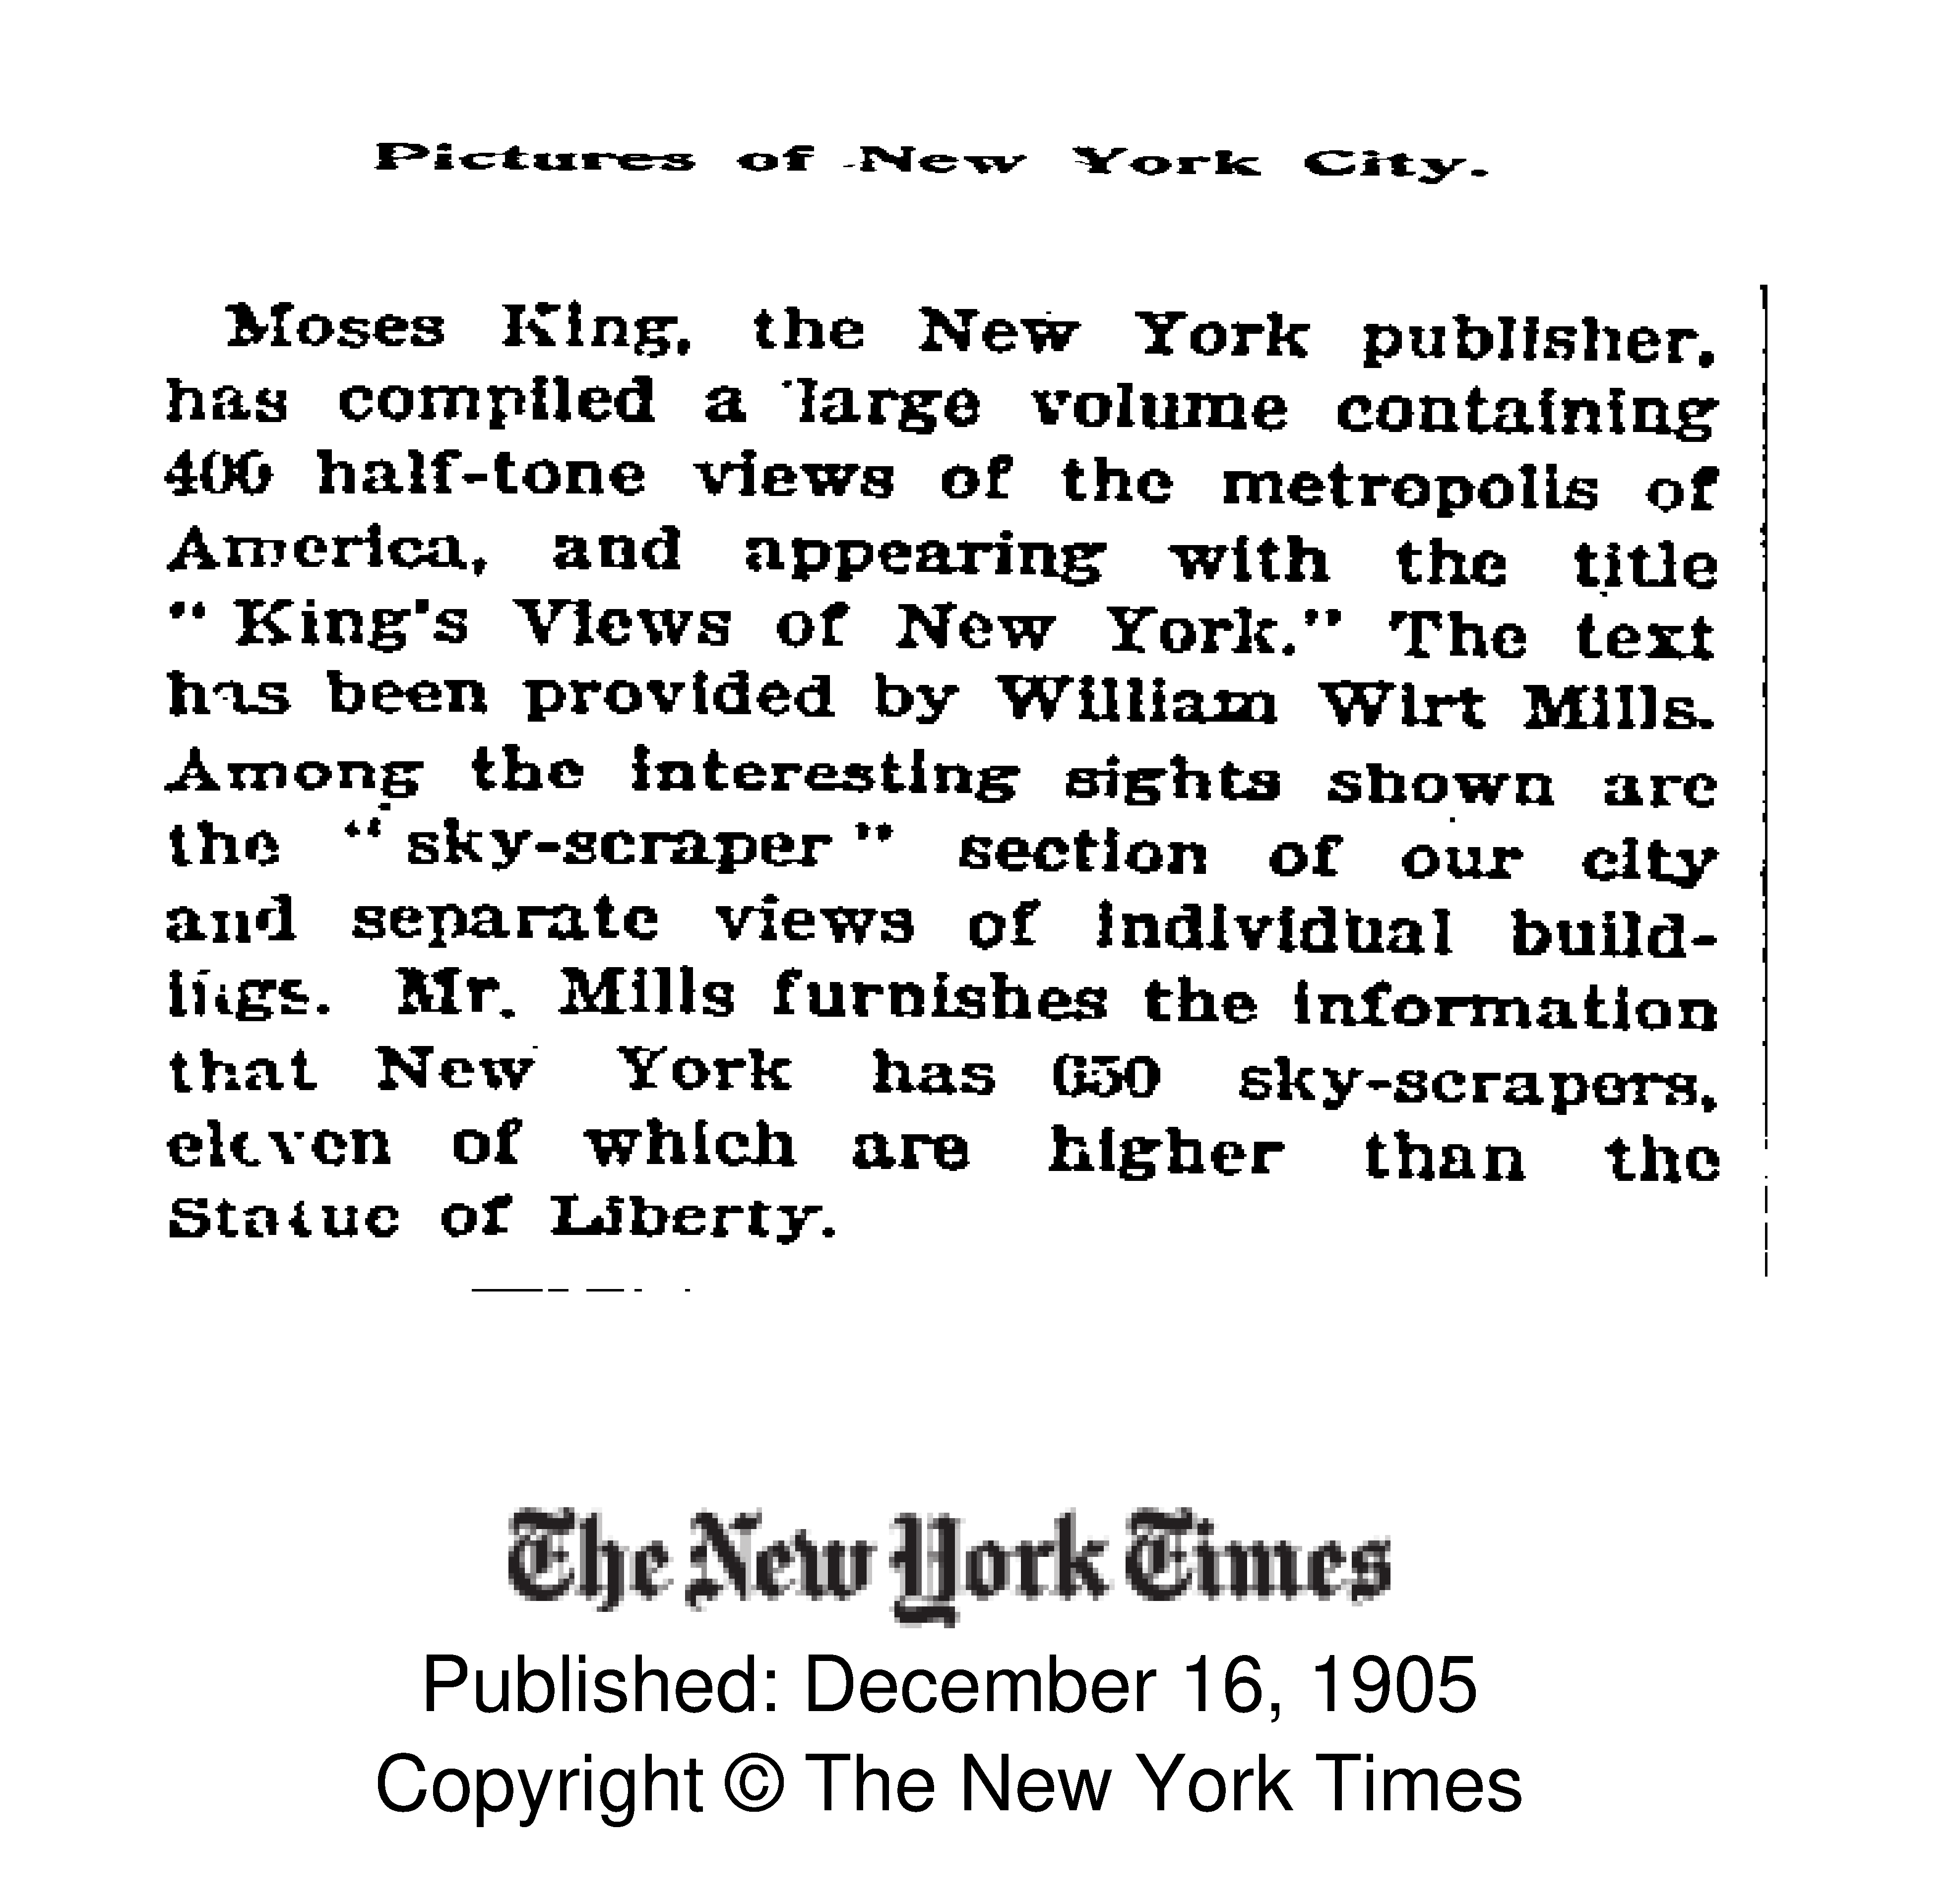 Pictures of New York City.
Moses King, the New York publisher,
has compiled a large volume containing
400 half-tone views of the metropolis of
America, and appearing with the title
“ King's Views of New York.” The text
has been provided by William Wirt Mills.
Among the interesting sights shown are
the “ sky-scraper ” section of our city
and separate views of individual build-
ings. Mr. Mills furnishes the information
that New York has 650 sky-scrapers,
eleven of which are higher than the
Statue of Liberty.
The New York Times
Published: December 16, 1905
Copyright © The New York Times